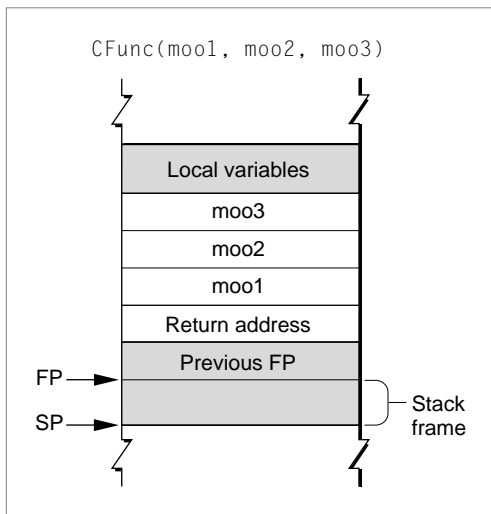 CFunc(moo1, moo2, moo3)
Local variables
moo3
moo2
moo1
Return address
Previous FP
FP
SP
Stack
frame